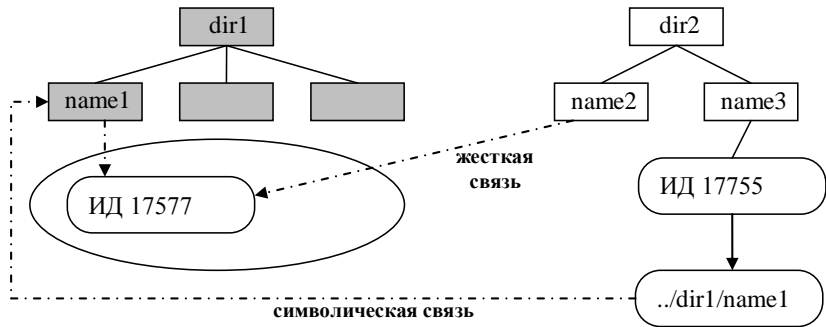 dir1
dir2
name1
name2
name3
жесткая
связь
ИД 17577
ИД 17755
../dir1/name1
символическая связь